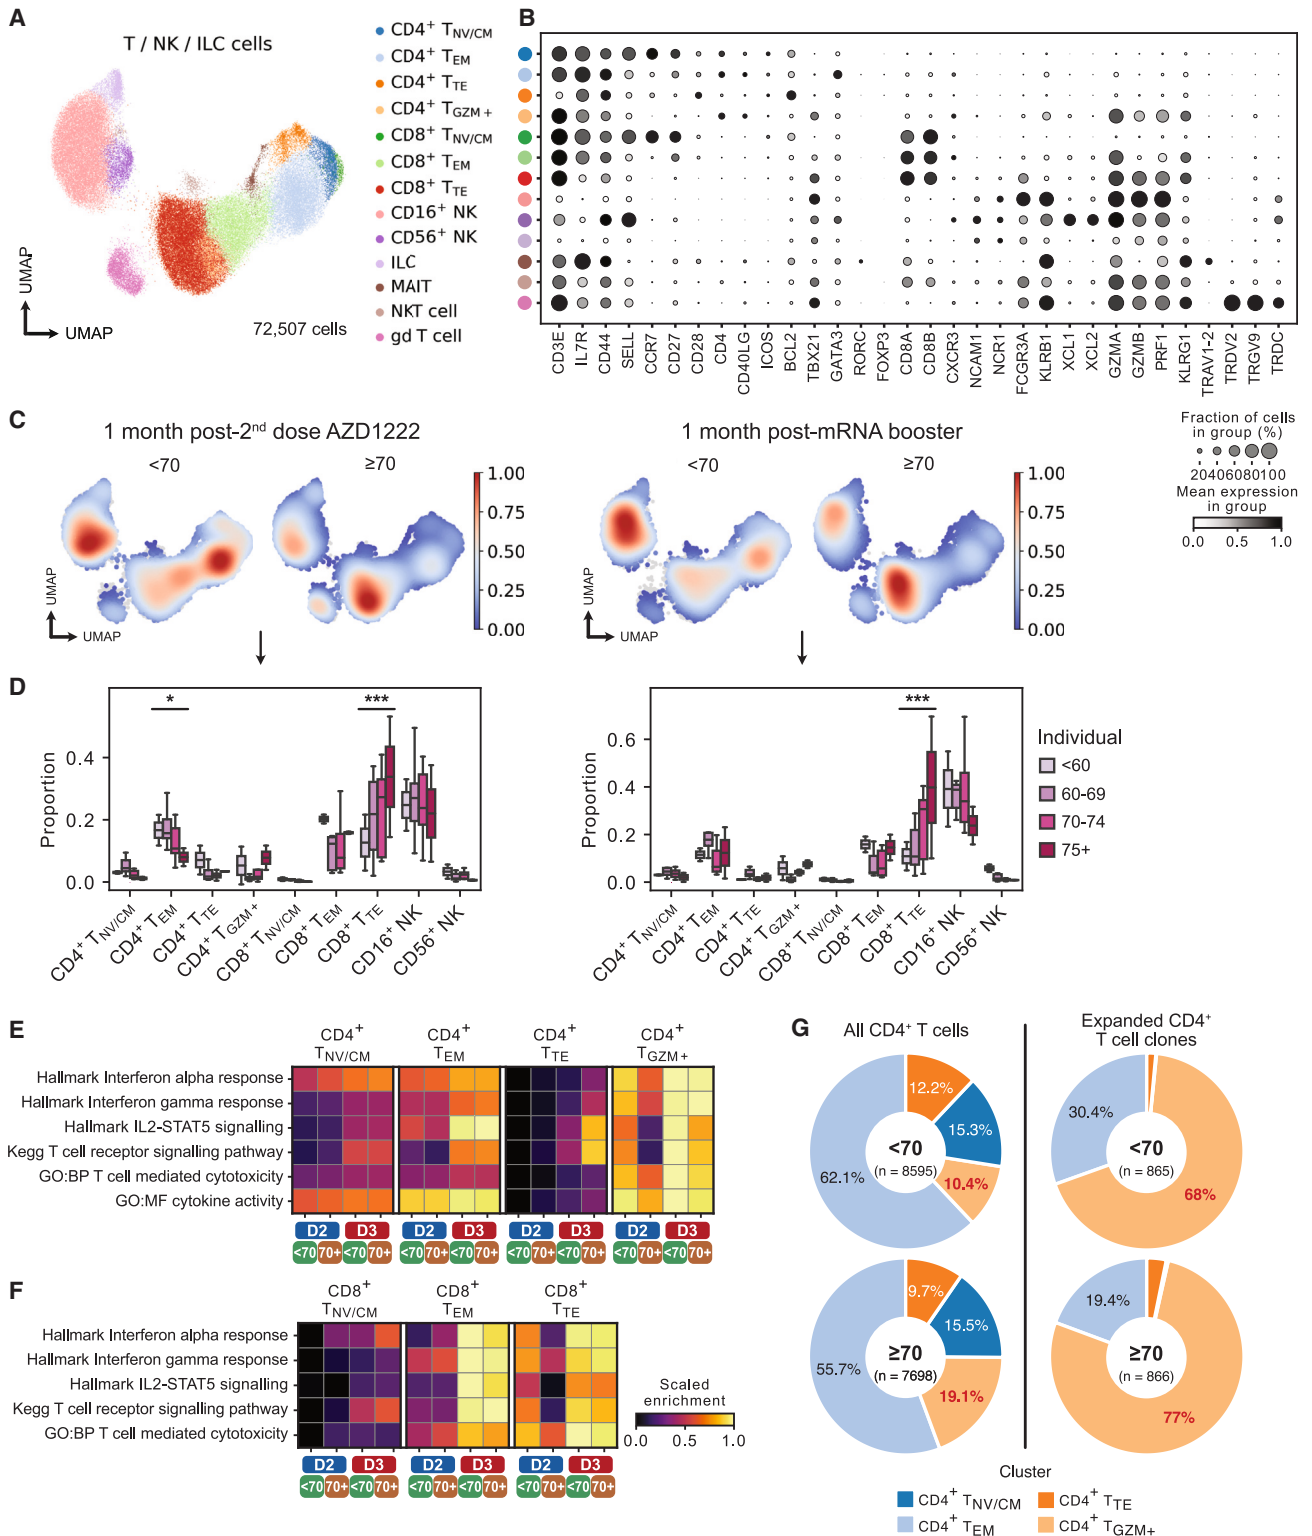 A
T / NK / ILC cells
CD4+ TNV/CM
CD4+ TEM
CD4+ TTE
CD4+ TGZM+
CD8+ TNV/CM
CD8+ TEM
CD8+ TTE
CD16+ NK
CD56+ NK
ILC
MAIT
NKT cell
gd T cell
UMAP
UMAP
72,507 cells
B
CD3E
IL7R
CD44
SELL
CCR7
CD27
CD28
CD4
CD40LG
ICOS
BCL2
TBX21
GATA3
RORC
FOXP3
CD8A
CD8B
CXCR3
NCAM1
NCR1
FCGR3A
KLRB1
XCL1
XCL2
GZMA
GZMB
PRF1
KLRG1
TRAV1-2
TRDV2
TRGV9
TRDC
Fraction of cells
in group (%)
20 40 60 80 100
Mean expression
in group
0.0 0.5 1.0
C
1 month post-2nd dose AZD1222
<70
≥70
1.00
0.75
0.50
0.25
0.00
UMAP
UMAP
1 month post-mRNA booster
<70
≥70
1.00
0.75
0.50
0.25
0.00
UMAP
UMAP
D
Proportion
0.4
0.2
0.0
*
***
CD4+ TNV/CM
CD4+ TEM
CD4+ TTE
CD4+ TGZM+
CD8+ TNV/CM
CD8+ TEM
CD8+ TTE
CD16+ NK
CD56+ NK
Proportion
0.6
0.4
0.2
0.0
***
CD4+ TNV/CM
CD4+ TEM
CD4+ TTE
CD4+ TGZM+
CD8+ TNV/CM
CD8+ TEM
CD8+ TTE
CD16+ NK
CD56+ NK
Individual
<60
60-69
70-74
75+
E
CD4+ TNV/CM
CD4+ TEM
CD4+ TTE
CD4+ TGZM+
Hallmark Interferon alpha response
Hallmark Interferon gamma response
Hallmark IL2-STAT5 signalling
Kegg T cell receptor signalling pathway
GO:BP T cell mediated cytotoxicity
GO:MF cytokine activity
D2 D3 D2 D3 D2 D3 D2 D3
<70 70+ <70 70+ <70 70+ <70 70+ <70 70+ <70 70+ <70 70+ <70 70+
F
CD8+ TNV/CM
CD8+ TEM
CD8+ TTE
Hallmark Interferon alpha response
Hallmark Interferon gamma response
Hallmark IL2-STAT5 signalling
Kegg T cell receptor signalling pathway
GO:BP T cell mediated cytotoxicity
D2 D3 D2 D3 D2 D3
<70 70+ <70 70+ <70 70+ <70 70+ <70 70+ <70 70+
Scaled
enrichment
0.0 0.5 1.0
G
All CD4+ T cells
Expanded CD4+
T cell clones
12.2%
15.3%
10.4%
62.1%
<70
(n = 8595)
30.4%
68%
<70
(n = 865)
9.7%
15.5%
19.1%
55.7%
≥70
(n = 7698)
19.4%
77%
≥70
(n = 866)
Cluster
CD4+ TNV/CM
CD4+ TTE
CD4+ TEM
CD4+ TGZM+